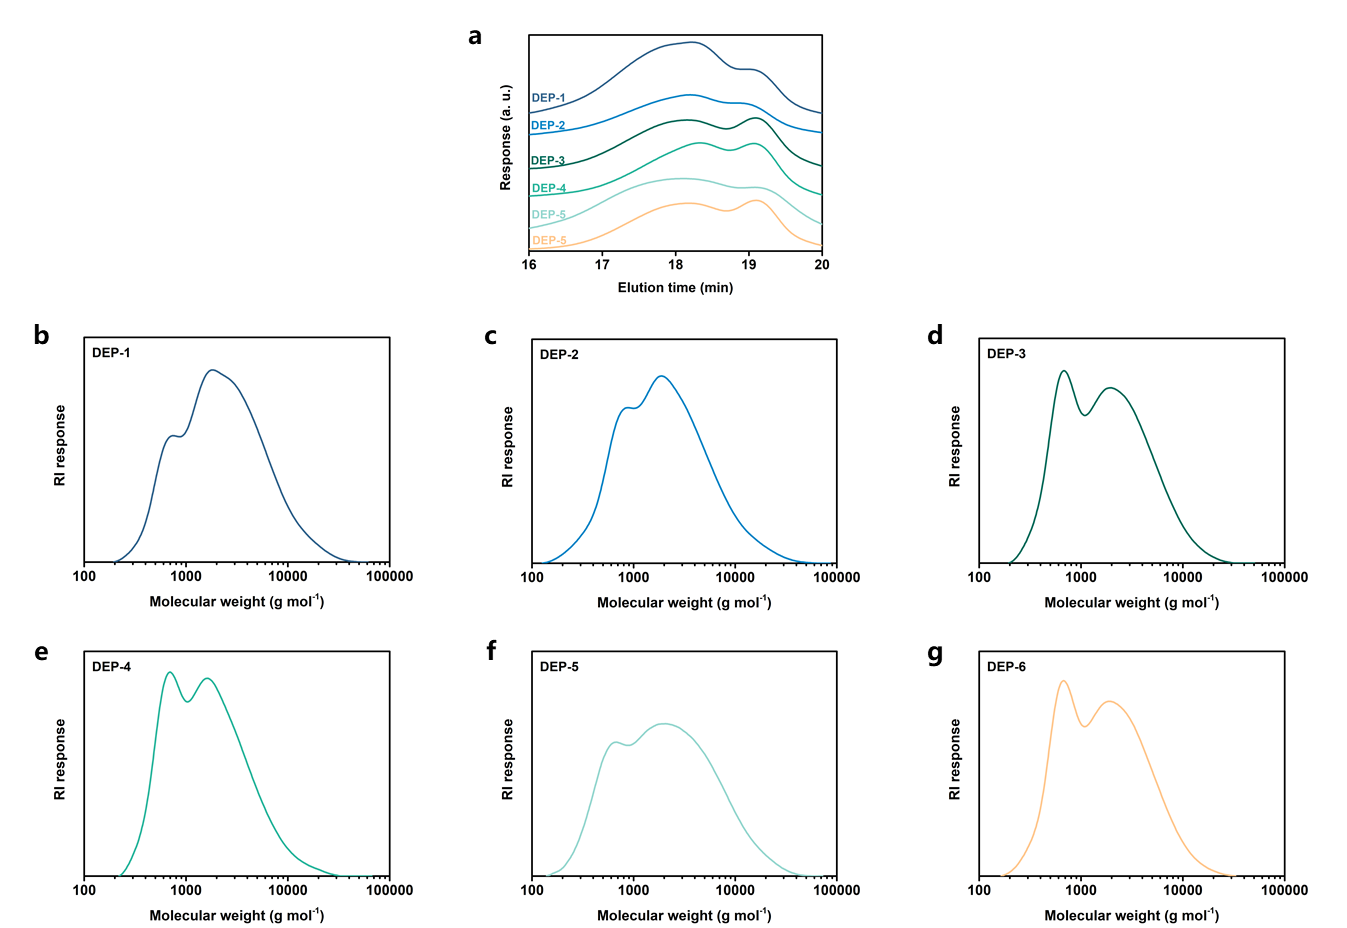 a
Response (a. u.)
DEP-1
DEP-2
DEP-3
DEP-4
DEP-5
DEP-5
16 17 18 19 20
Elution time (min)
b
DEP-1
RI response
100 1000 10000 100000
Molecular weight (g mol⁻¹)
c
DEP-2
RI response
100 1000 10000 100000
Molecular weight (g mol⁻¹)
d
DEP-3
RI response
100 1000 10000 100000
Molecular weight (g mol⁻¹)
e
DEP-4
RI response
100 1000 10000 100000
Molecular weight (g mol⁻¹)
f
DEP-5
RI response
100 1000 10000 100000
Molecular weight (g mol⁻¹)
g
DEP-6
RI response
100 1000 10000 100000
Molecular weight (g mol⁻¹)